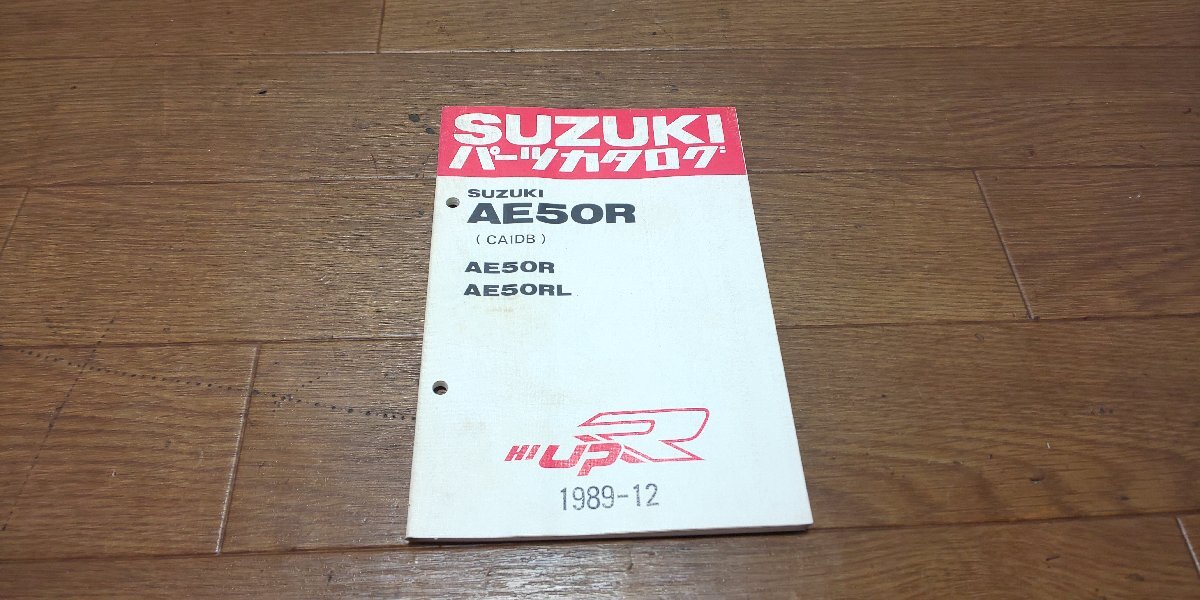 SUZUKI
パーツカタログ
SUZUKI
AE50R
( CA1DB )
AE50R
AE50RL
HI UP R
1989-12